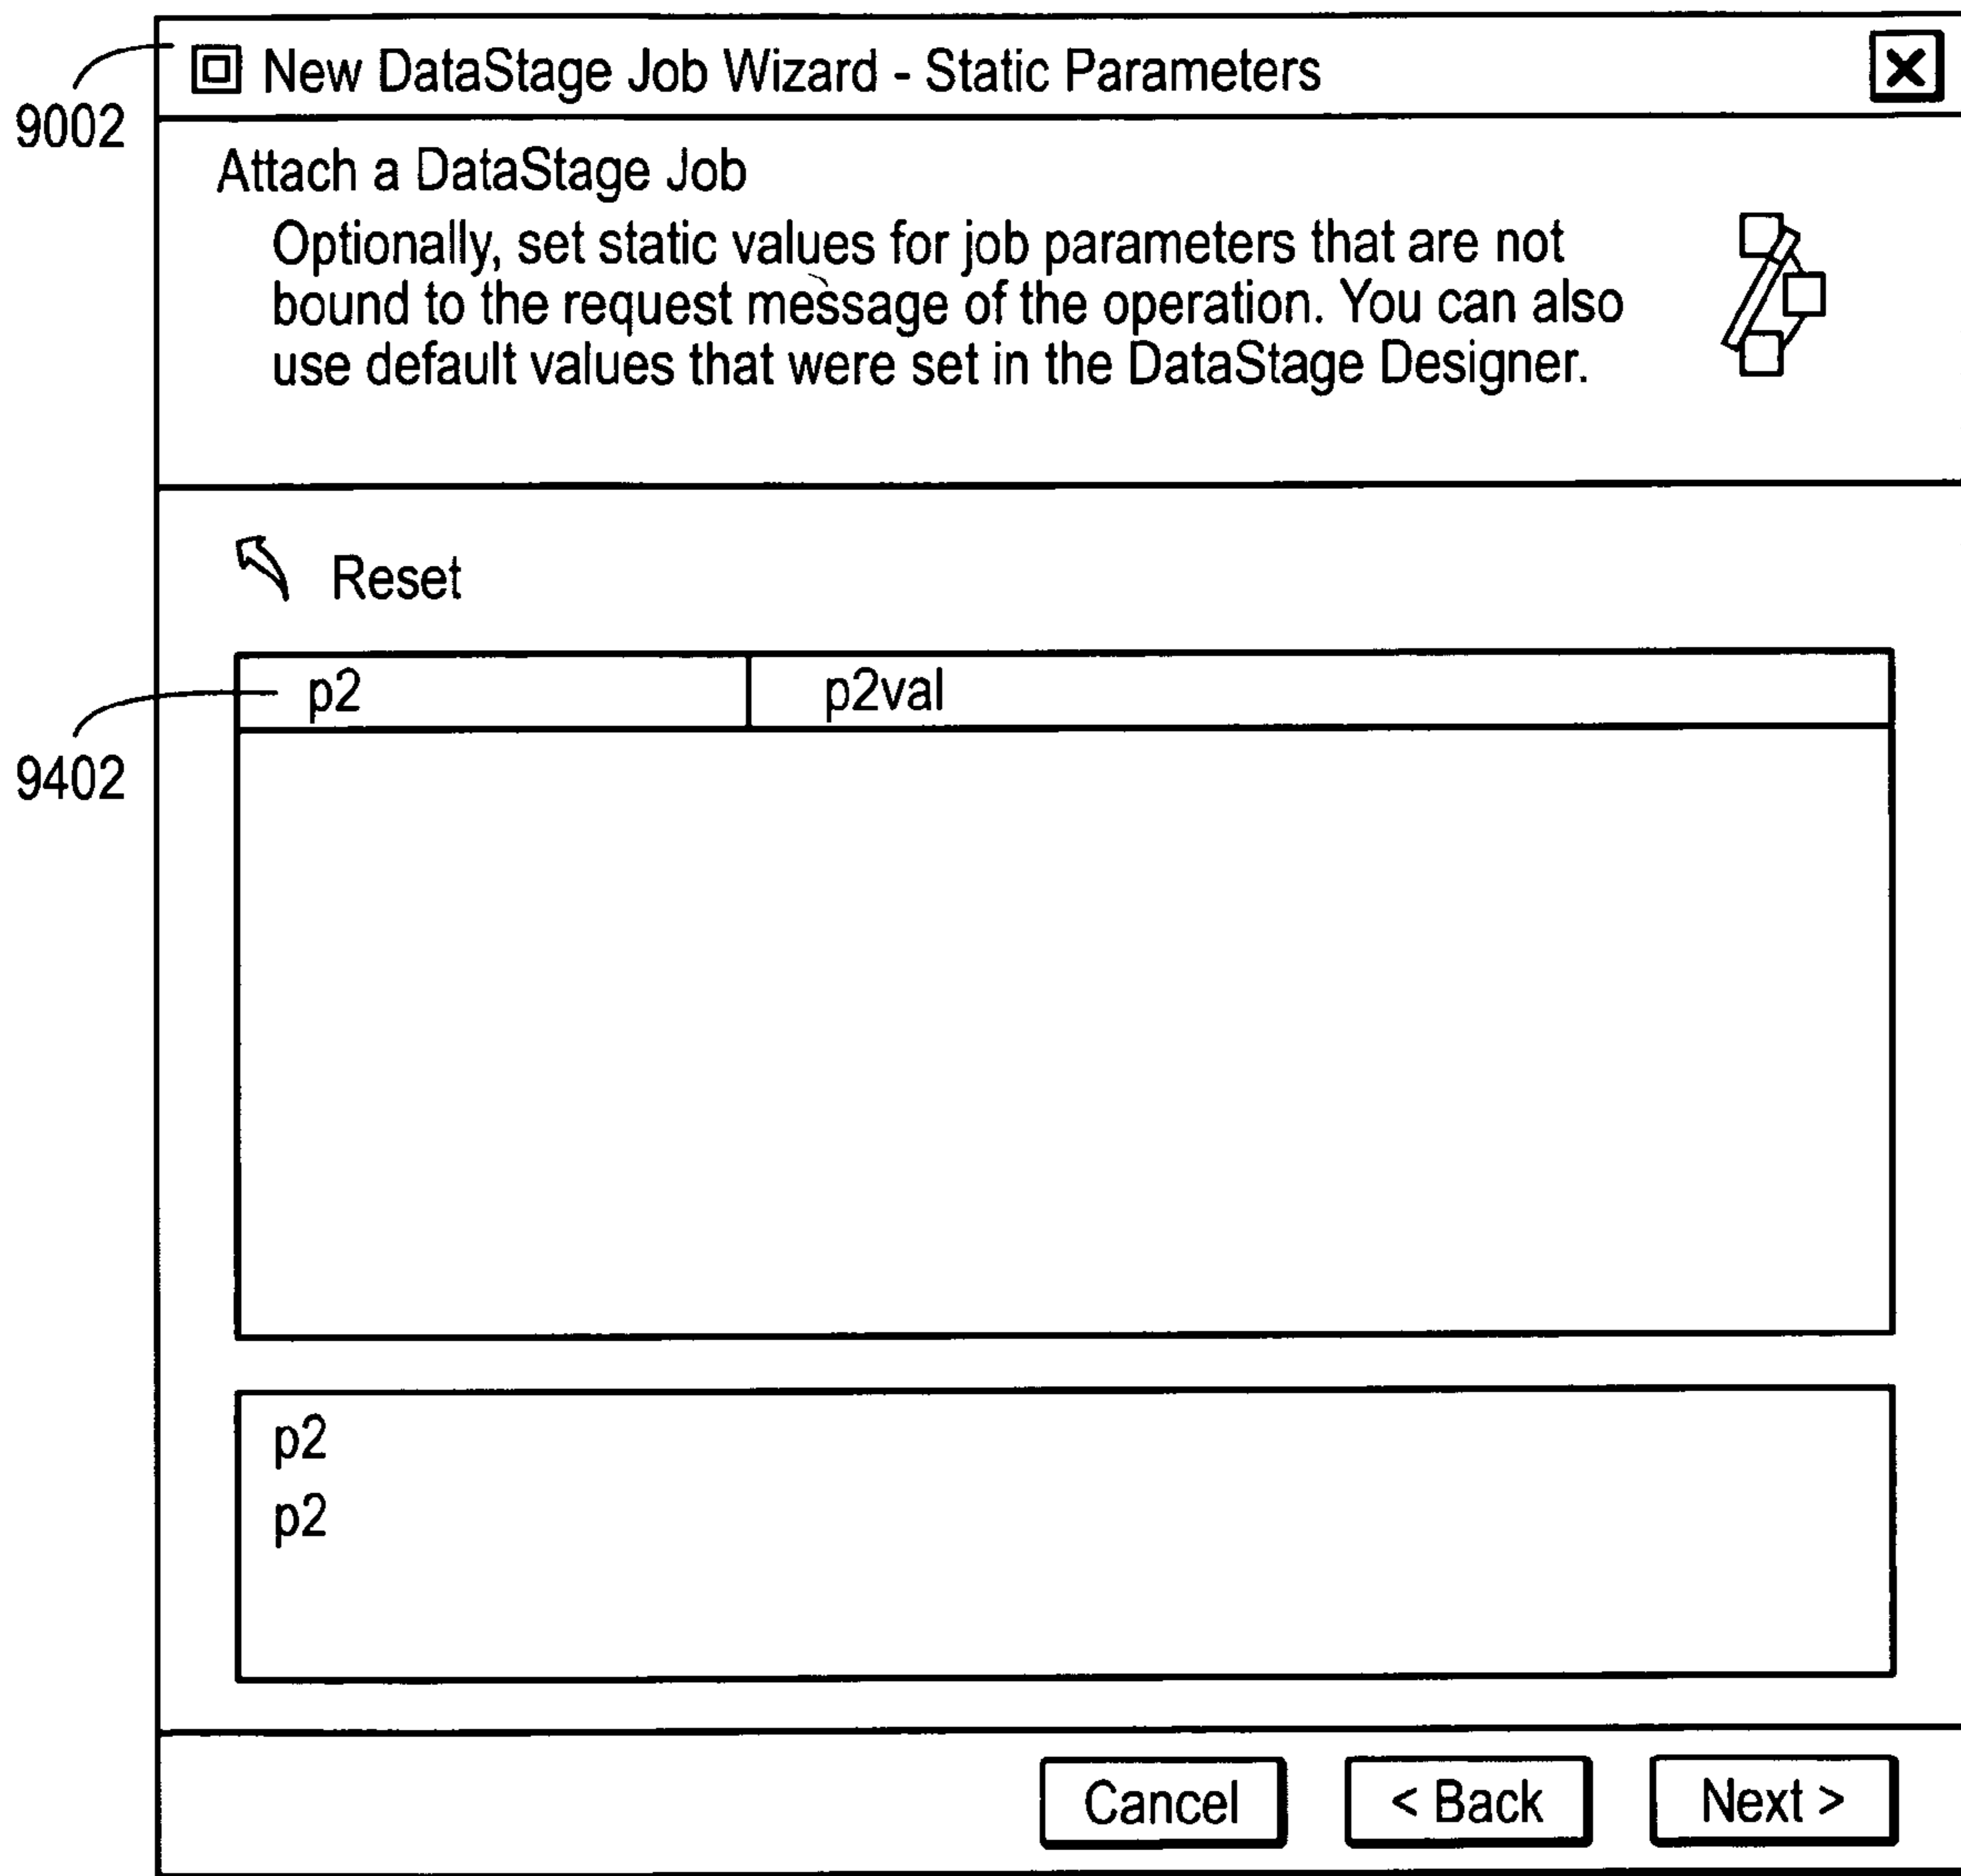 New DataStage Job Wizard - Static Parameters
9002
Attach a DataStage Job
Optionally, set static values for job parameters that are not
bound to the request message of the operation. You can also
use default values that were set in the DataStage Designer.
Reset
p2 p2val
9402
p2
p2
Cancel < Back Next >